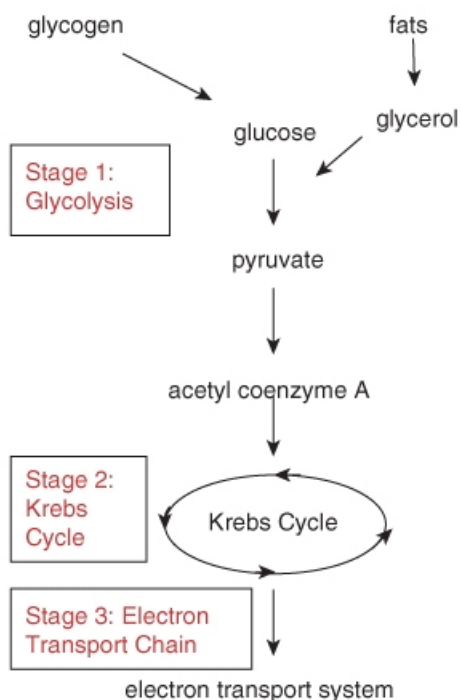 glycogen
fats
glycerol
glucose
Stage 1:
Glycolysis
pyruvate
acetyl coenzyme A
Stage 2:
Krebs
Cycle
Krebs Cycle
Stage 3: Electron
Transport Chain
electron transport system